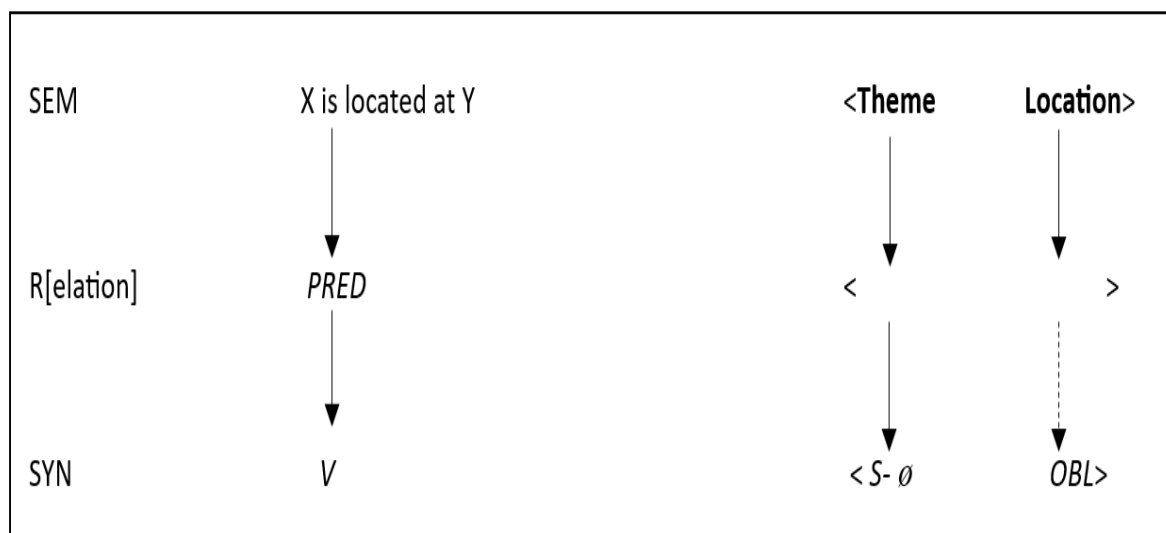 SEM X is located at Y <Theme Location>
R[elation] PRED < >
SYN V < S- ø OBL>